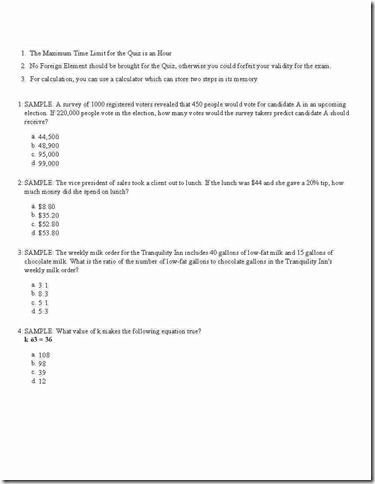 1. The Maximum Time Limit for the Quiz is an Hour
2. No Foreign Element should be brought for the Quiz, otherwise you could forfeit your validity for the exam.
3. For calculation, you can use a calculator which can store two steps in its memory
1: SAMPLE: A survey of 1000 registered voters revealed that 450 people would vote for candidate A in an upcoming
election. If 220,000 people vote in the election, how many votes would the survey takers predict candidate A should
receive?
a. 44,500
b. 48,900
c. 95,000
d. 99,000
2: SAMPLE: The vice president of sales took a client out to lunch. If the lunch was $44 and she gave a 20% tip, how
much money did she spend on lunch?
a. $8.80
b. $35.20
c. $52.80
d. $53.80
3: SAMPLE: The weekly milk order for the Tranquility Inn includes 40 gallons of low-fat milk and 15 gallons of
chocolate milk. What is the ratio of the number of low-fat gallons to chocolate gallons in the Tranquility Inn's
weekly milk order?
a. 3:1
b. 8:3
c. 5:1
d. 5:3
4: SAMPLE: What value of k makes the following equation true?
k ö3 = 36
a. 108
b. 98
c. 39
d. 12